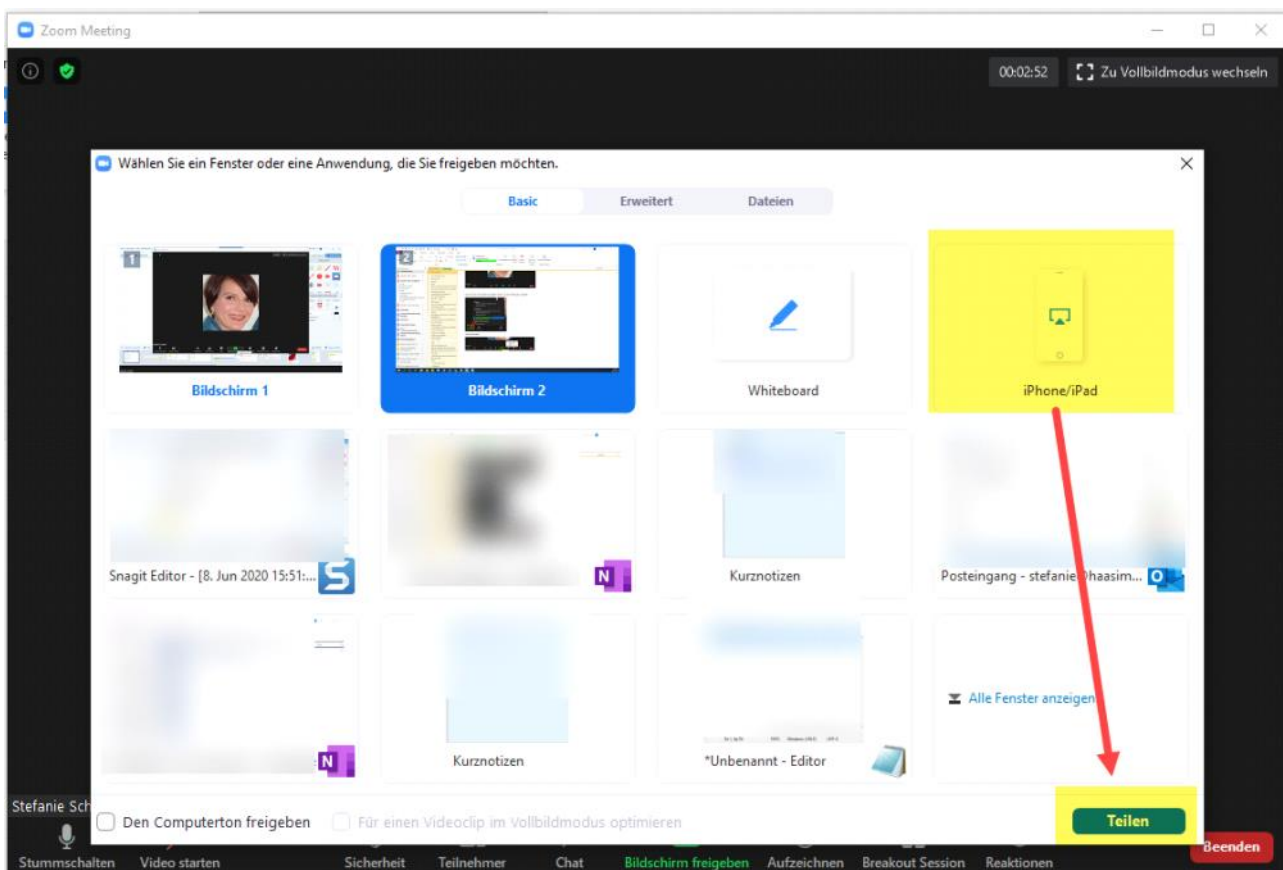 Zoom Meeting
00:02:52
Zu Vollbildmodus wechseln
Wählen Sie ein Fenster oder eine Anwendung, die Sie freigeben möchten.
Basic
Erweitert
Dateien
1
2
Bildschirm 1
Bildschirm 2
Whiteboard
iPhone/iPad
Snagit Editor - [8. Jun 2020 15:51:...
S
N
Kurznotizen
Posteingang - stefanie@haasim...
O
N
Kurznotizen
*Unbenannt - Editor
Alle Fenster anzeigen
Stefanie Sch
Den Computerton freigeben
Für einen Videoclip im Vollbildmodus optimieren
Teilen
Stummschalten
Video starten
Sicherheit
Teilnehmer
Chat
Bildschirm freigeben
Aufzeichnen
Breakout Session
Reaktionen
Beenden